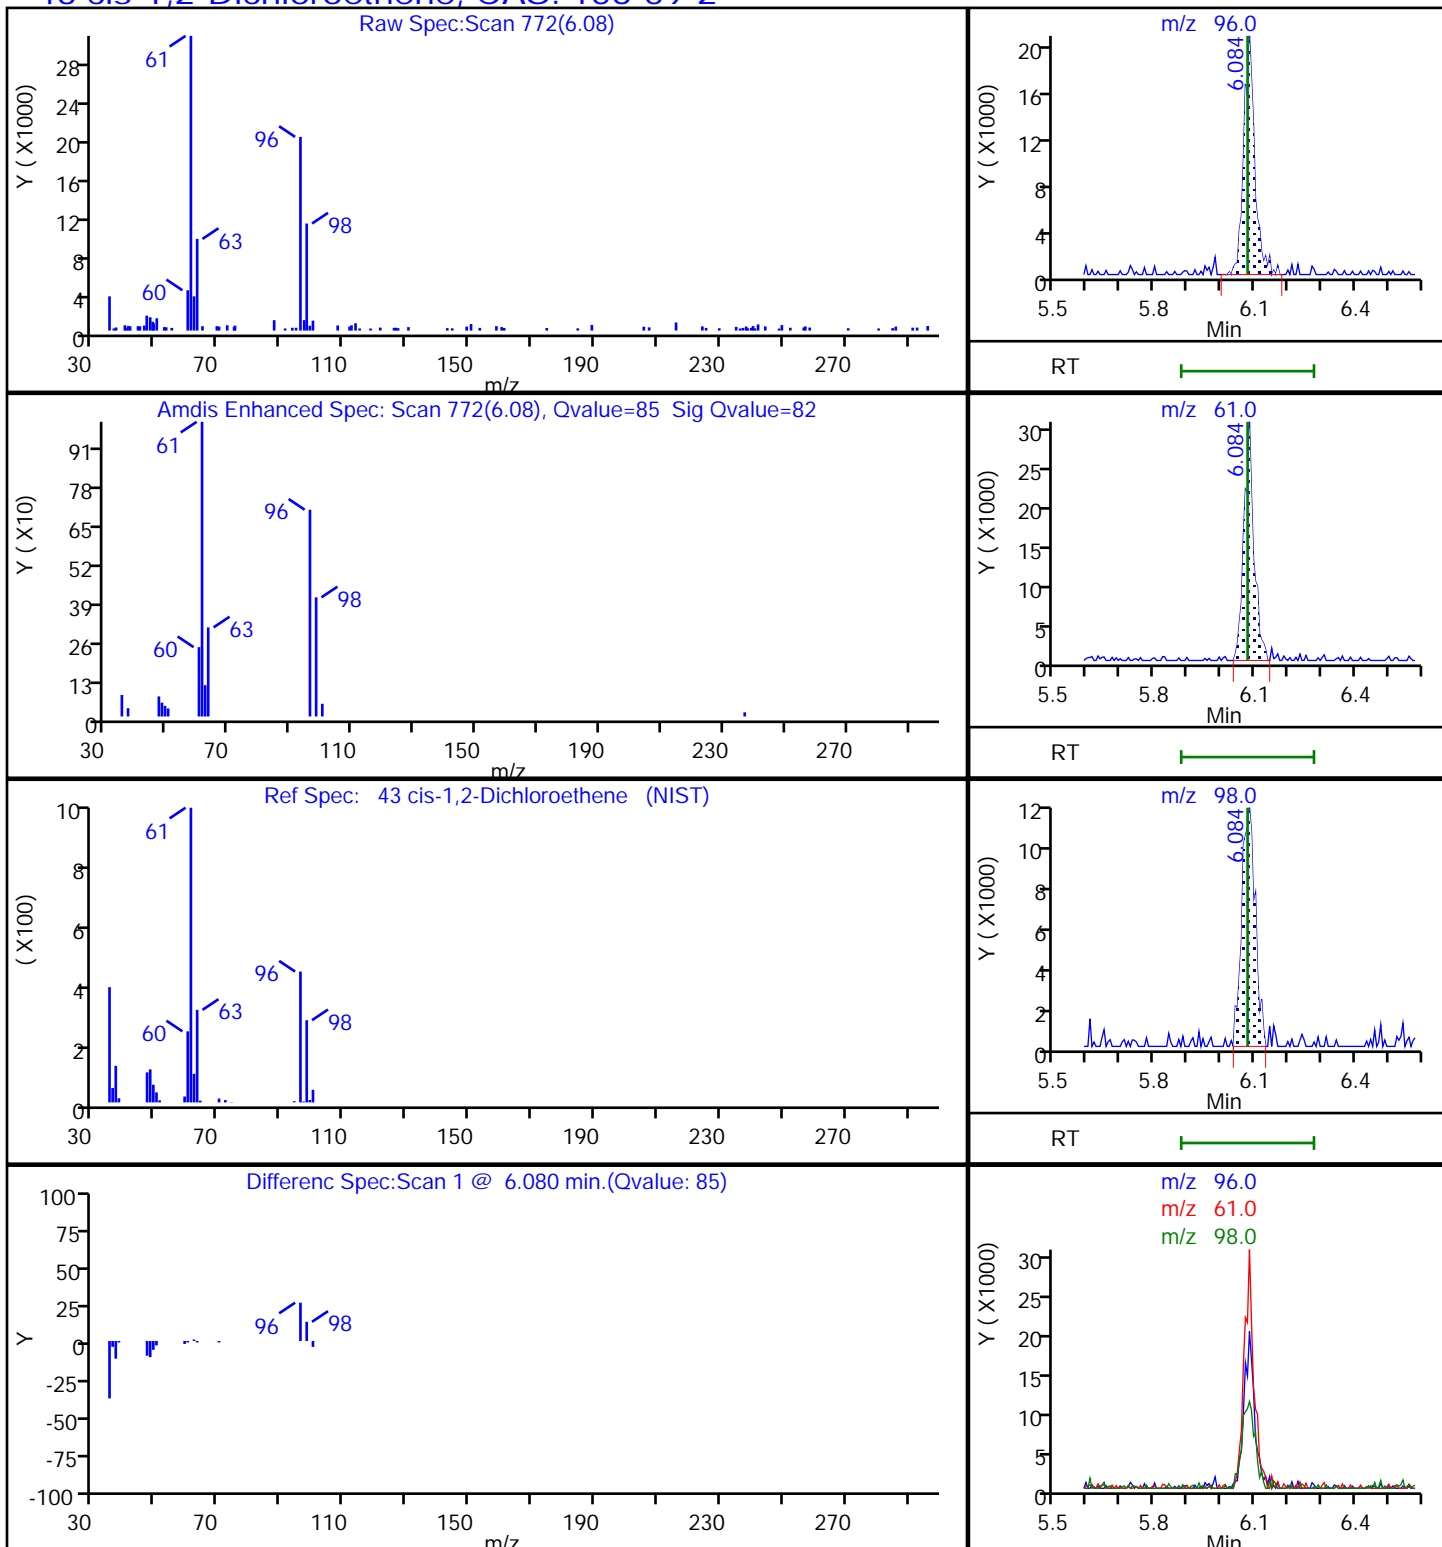 Raw Spec:Scan 772(6.08)
61
96
98
63
60
Y ( X1000)
28
24
20
16
12
8
4
0
30 70 110 150 190 230 270
m/z
m/z 96.0
6.084
Y ( X1000)
20
16
12
8
4
0
5.5 5.8 6.1 6.4
Min
RT
Amdis Enhanced Spec: Scan 772(6.08), Qvalue=85 Sig Qvalue=82
61
96
98
63
60
Y ( X10)
91
78
65
52
39
26
13
0
30 70 110 150 190 230 270
m/z
m/z 61.0
6.084
Y ( X1000)
30
25
20
15
10
5
0
5.5 5.8 6.1 6.4
Min
RT
Ref Spec: 43 cis-1,2-Dichloroethene (NIST)
61
96
98
63
60
( X100)
10
8
6
4
2
0
30 70 110 150 190 230 270
m/z 98.0
6.084
Y ( X1000)
12
10
8
6
4
2
0
5.5 5.8 6.1 6.4
Min
RT
Differenc Spec:Scan 1 @ 6.080 min.(Qvalue: 85)
96
98
Y
100
75
50
25
0
-25
-50
-75
-100
30 70 110 150 190 230 270
m/z
m/z 96.0
m/z 61.0
m/z 98.0
Y ( X1000)
30
25
20
15
10
5
0
5.5 5.8 6.1 6.4
Min